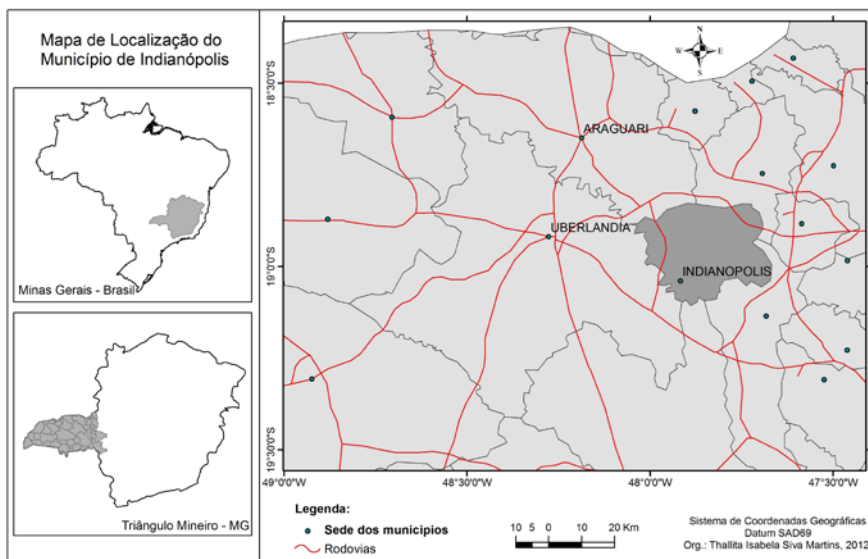 Mapa de Localização do
Município de Indianópolis
Minas Gerais - Brasil
Triângulo Mineiro - MG
N
W E
S
18°30'0"S
19°0'0"S
19°30'0"S
ARAGUARI
UBERLANDIA
INDIANOPOLIS
49°0'0"W
48°30'0"W
48°0'0"W
47°30'0"W
Legenda:
Sede dos municípios
Rodovias
10 5 0 10 20 Km
Sistema de Coordenadas Geográficas
Datum SAD69
Org.: Thallita Isabela Siva Martins, 2012